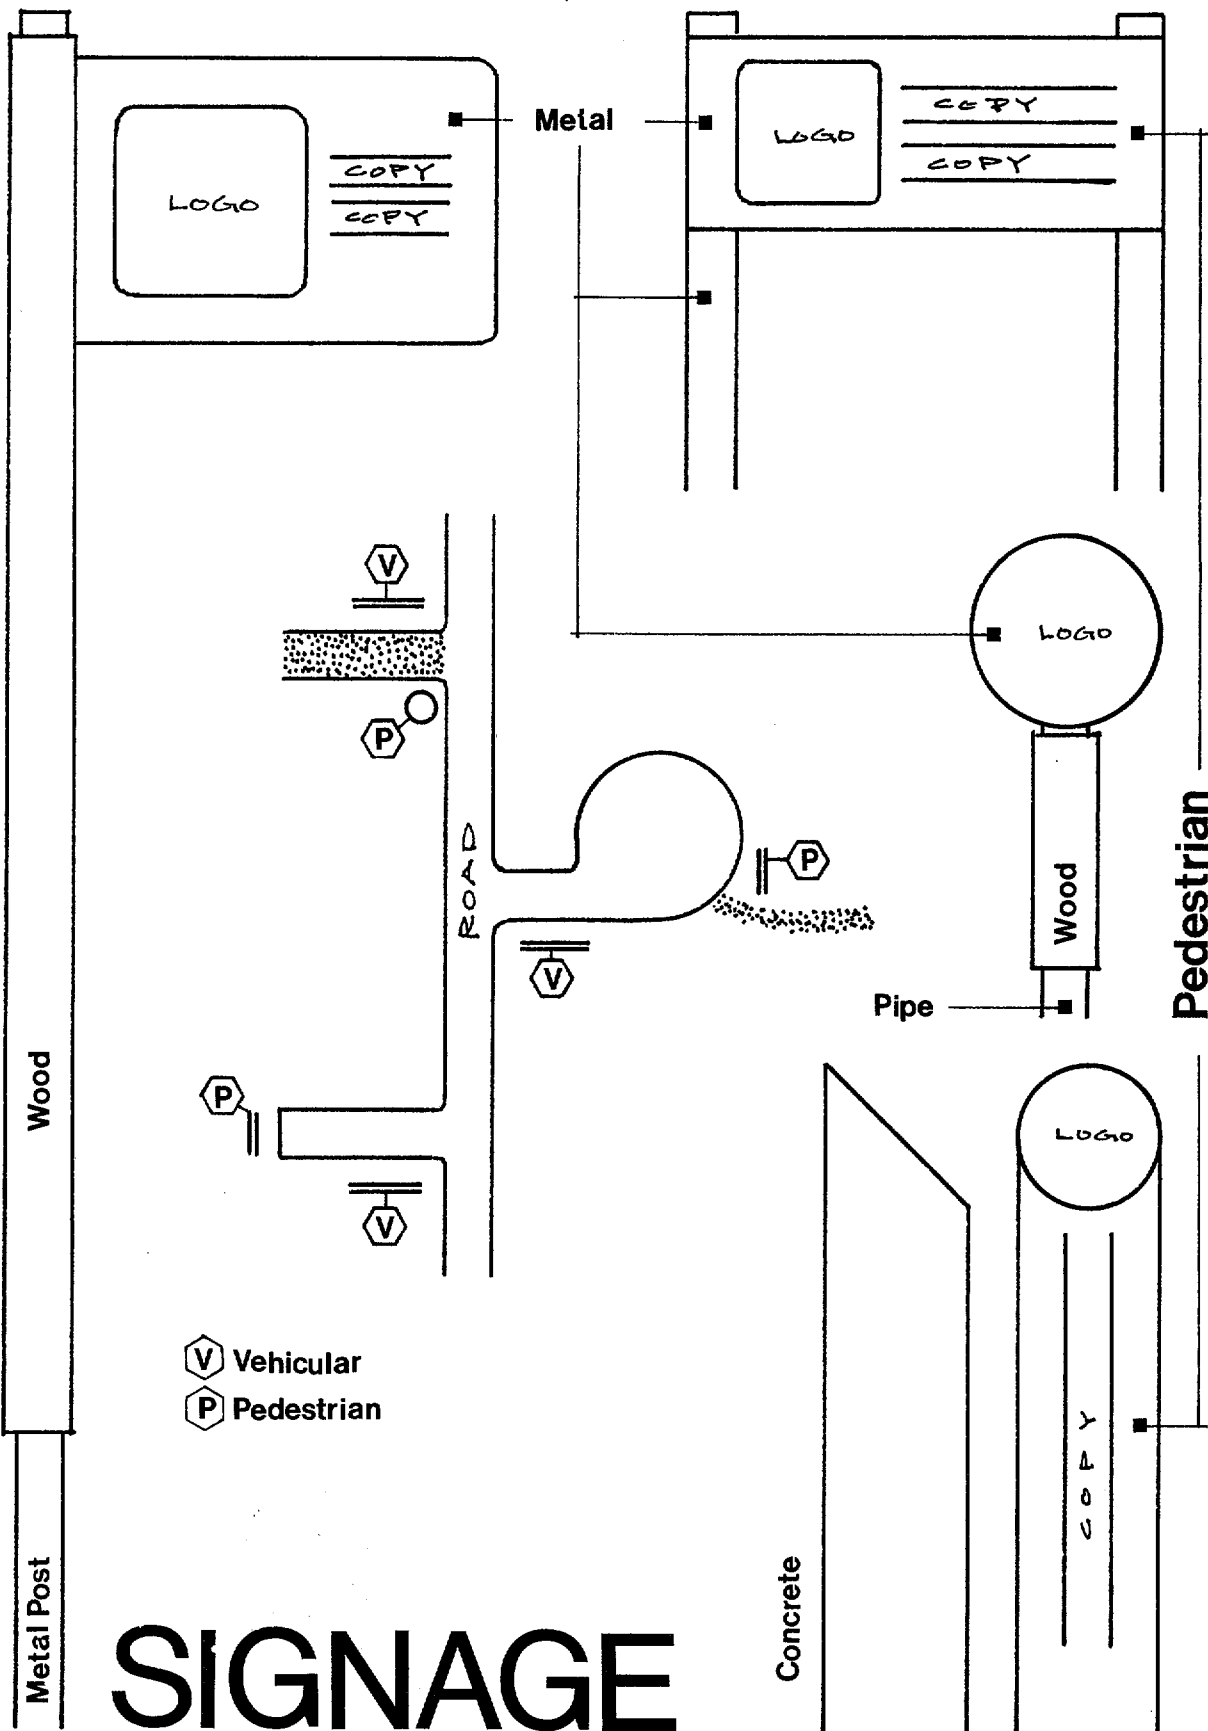 Metal
LOGO
COPY
COPY
LOGO
COPY
COPY
V
P
ROAD
P
V
P
V
LOGO
Wood
Pipe
Pedestrian
Wood
LOGO
COPY
V Vehicular
P Pedestrian
Metal Post
Concrete
SIGNAGE